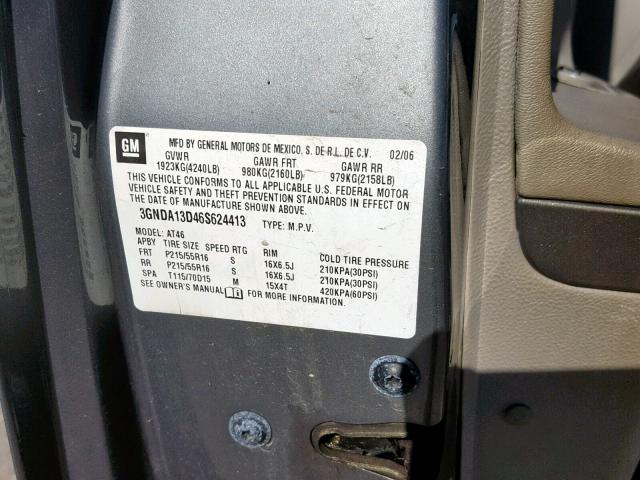 GM
MFD BY GENERAL MOTORS DE MEXICO, S. DE R.L. DE C.V. 02/06
GVWR GAWR FRT GAWR RR
1923KG(4240LB) 980KG(2160LB) 979KG(2158LB)
THIS VEHICLE CONFORMS TO ALL APPLICABLE U.S. FEDERAL MOTOR
VEHICLE SAFETY AND THEFT PREVENTION STANDARDS IN EFFECT ON
THE DATE OF MANUFACTURE SHOWN ABOVE.
3GNDA13D46S624413 TYPE: M.P.V.
MODEL: AT46
APBY TIRE SIZE SPEED RTG RIM COLD TIRE PRESSURE
FRT P215/55R16 S 16X6.5J 210KPA(30PSI)
RR P215/55R16 S 16X6.5J 210KPA(30PSI)
SPA T115/70D15 M 15X4T 420KPA(60PSI)
SEE OWNER'S MANUAL FOR MORE INFORMATION.